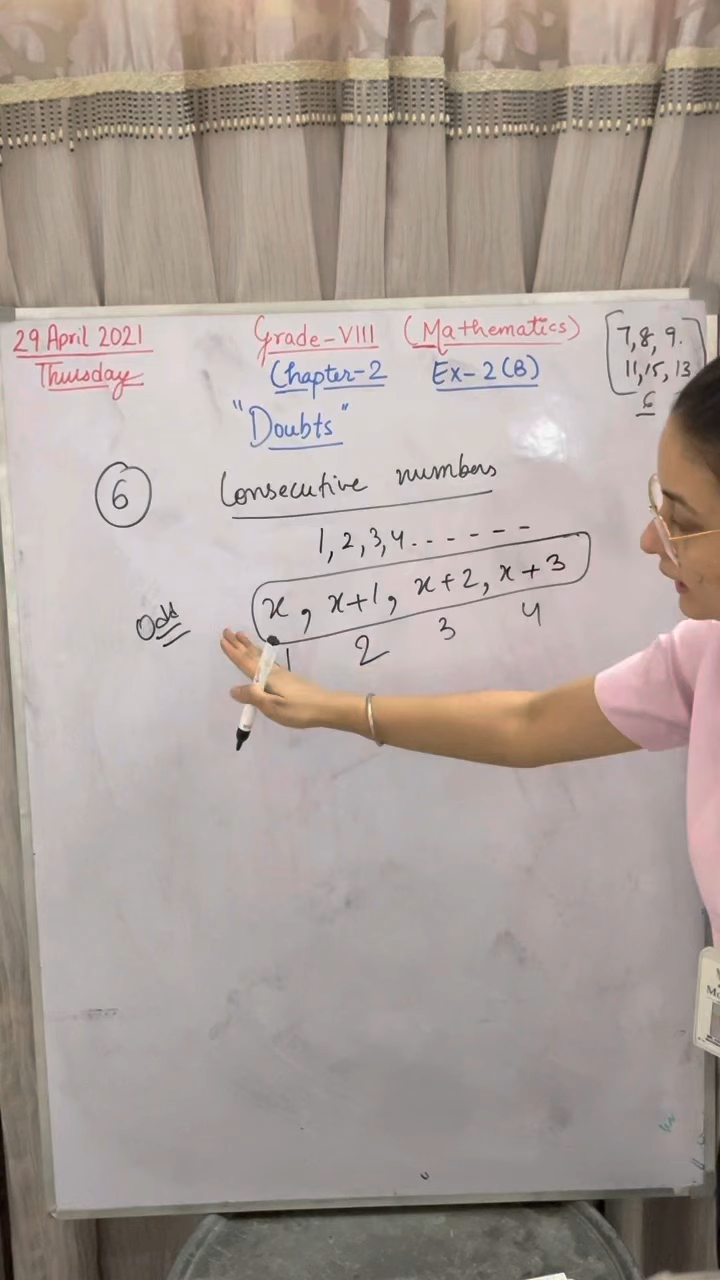 29 April 2021
Thursday
Grade-VIII (Mathematics)
Chapter-2 Ex-2(B)
"Doubts"
7, 8, 9.
11, 15, 13
6
6 Consecutive numbers
1, 2, 3, 4. - - - - - -
x, x+1, x+2, x+3
1 2 3 4
Odd